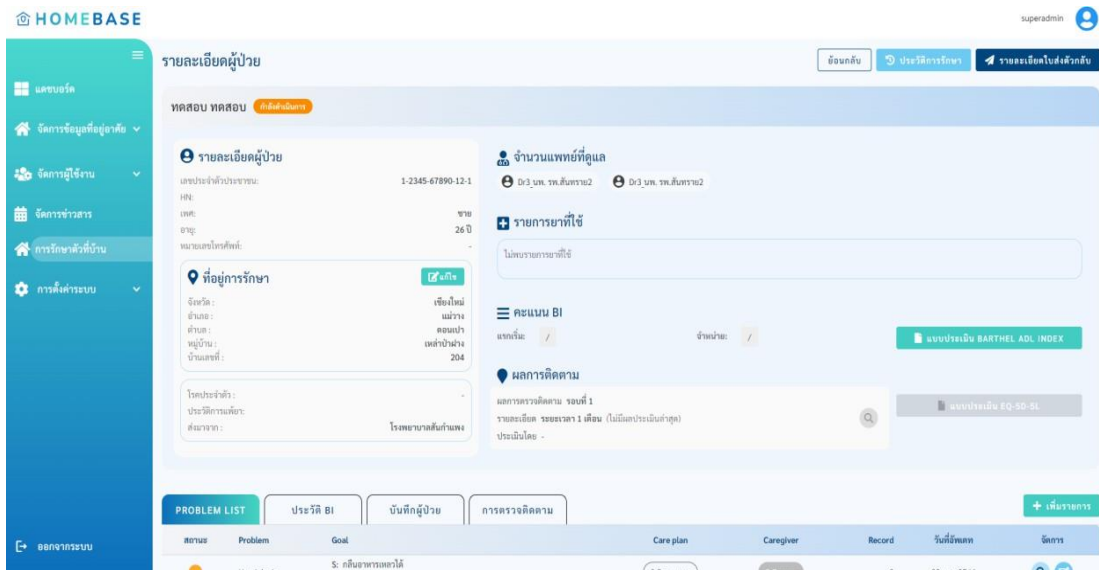 HOMEBASE
superadmin
รายละเอียดผู้ป่วย
ย้อนกลับ
ประวัติการรักษา
รายละเอียดใบส่งตัวกลับ
แดชบอร์ด
จัดการข้อมูลที่อยู่อาศัย
จัดการผู้ใช้งาน
จัดการข่าวสาร
การรักษาตัวที่บ้าน
การตั้งค่าระบบ
ออกจากระบบ
ทดสอบ ทดสอบ กำลังดำเนินการ
รายละเอียดผู้ป่วย
เลขประจำตัวประชาชน: 1-2345-67890-12-1
HN:
เพศ: ชาย
อายุ: 26 ปี
หมายเลขโทรศัพท์: -
ที่อยู่การรักษา แก้ไข
จังหวัด : เชียงใหม่
อำเภอ : แม่วาง
ตำบล : ดอนเปา
หมู่บ้าน : เหล่าป่าฝาง
บ้านเลขที่ : 204
โรคประจำตัว : -
ประวัติการแพ้ยา:
ส่งมาจาก : โรงพยาบาลสันกำแพง
จำนวนแพทย์ที่ดูแล
Dr3_นพ. รพ.สันทราย2 Dr3_นพ. รพ.สันทราย2
รายการยาที่ใช้
ไม่พบรายการยาที่ใช้
คะแนน BI
แรกเริ่ม: / จำหน่าย: /
แบบประเมิน BARTHEL ADL INDEX
ผลการติดตาม
ผลการตรวจติดตาม รอบที่ 1
รายละเอียด ระยะเวลา 1 เดือน (ไม่มีผลประเมินล่าสุด)
ประเมินโดย -
แบบประเมิน EQ-5D-5L
PROBLEM LIST ประวัติ BI บันทึกผู้ป่วย การตรวจติดตาม
+ เพิ่มรายการ
สถานะ Problem Goal Care plan Caregiver Record วันที่อัพเดท จัดการ
S: กลืนอาหารเหลวได้